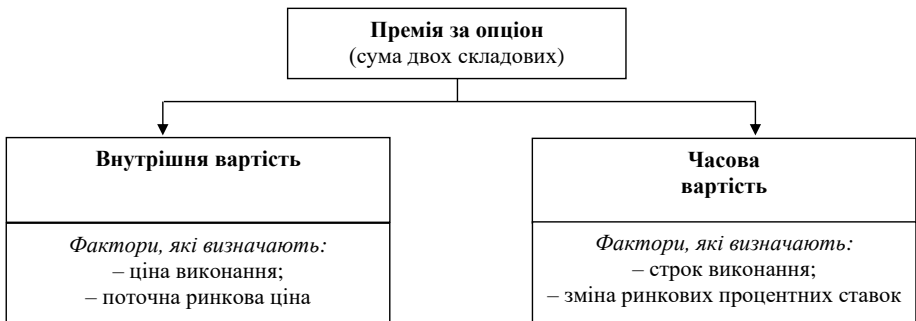 Премія за опціон
(сума двох складових)
Внутрішня вартість
Фактори, які визначають:
– ціна виконання;
– поточна ринкова ціна
Часова
вартість
Фактори, які визначають:
– строк виконання;
– зміна ринкових процентних ставок